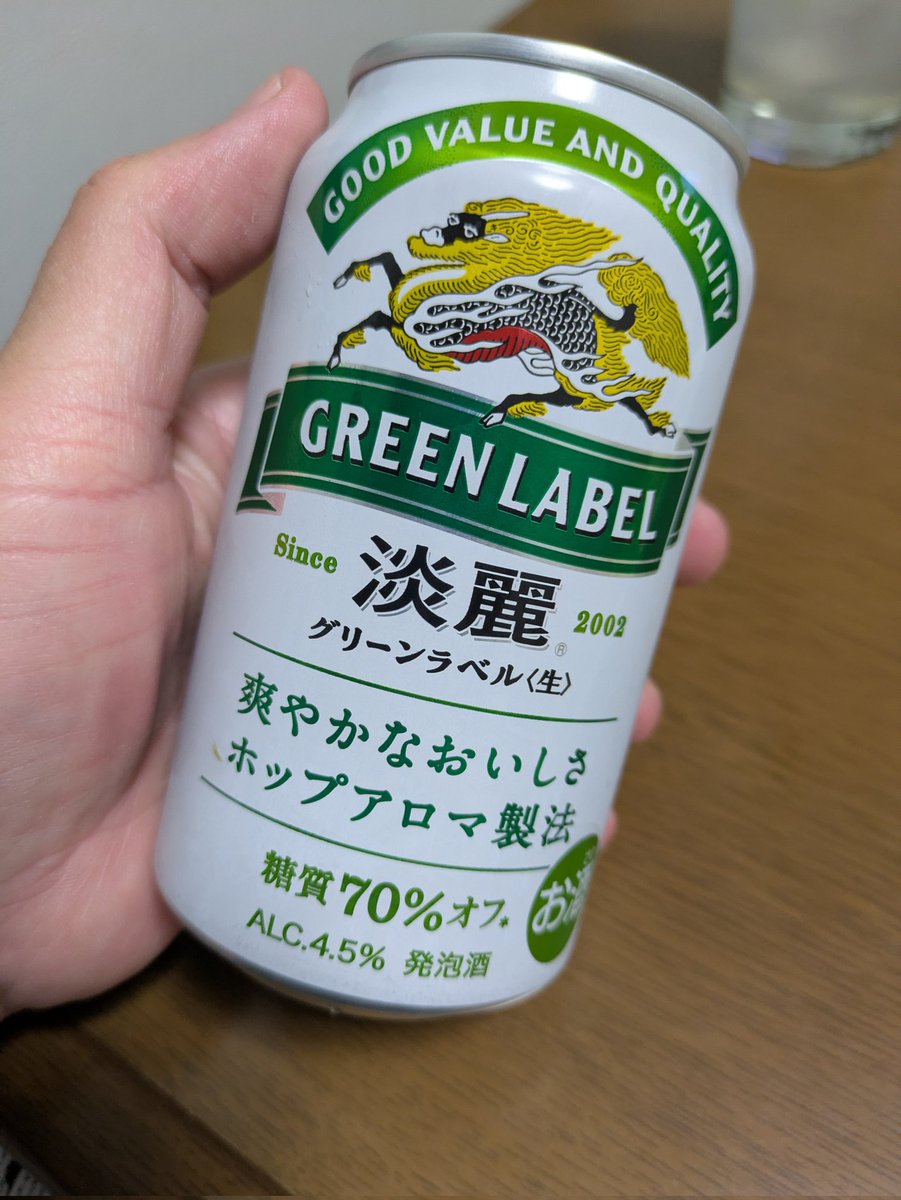 GOOD VALUE AND QUALITY
GREEN LABEL
Since 淡麗® 2002
グリーンラベル〈生〉
爽やかなおいしさ
ホップアロマ製法
糖質70%オフ*
ALC.4.5% 発泡酒
お酒